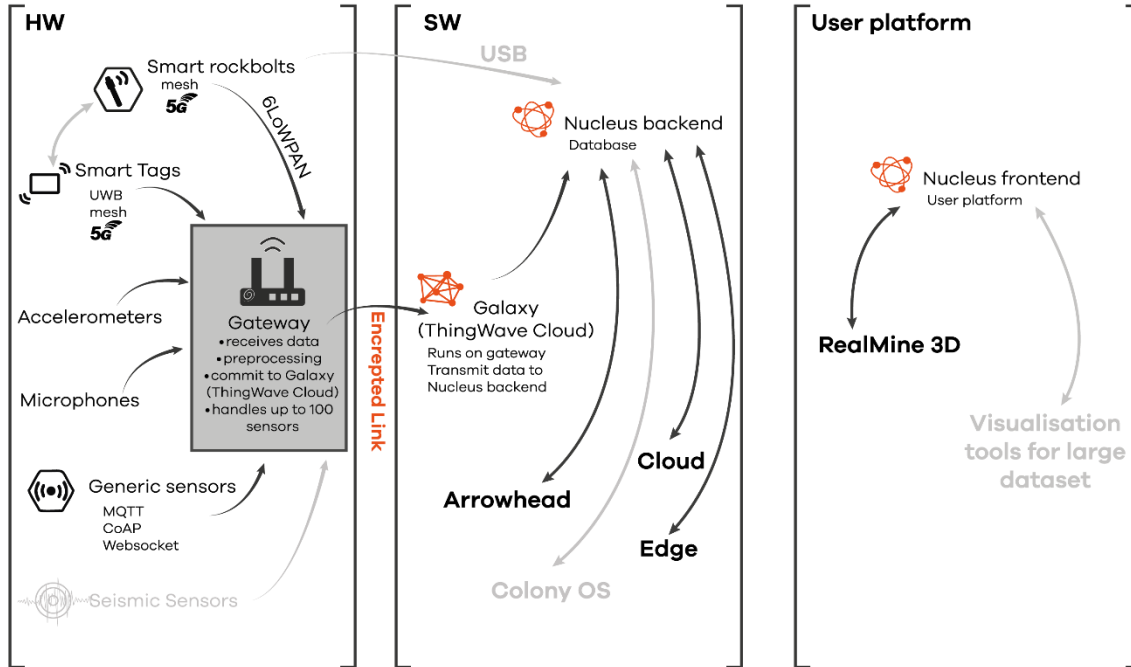 HW
Smart rockbolts
mesh
5G
6LoWPAN
Smart Tags
UWB
mesh
5G
Accelerometers
Microphones
Gateway
•receives data
•preprocessing
•commit to Galaxy
(ThingWave Cloud)
•handles up to 100
sensors
Generic sensors
MQTT
CoAP
Websocket
Seismic Sensors
Encrepted Link
SW
USB
Nucleus backend
Database
Galaxy
(ThingWave Cloud)
Runs on gateway
Transmit data to
Nucleus backend
Cloud
Arrowhead
Edge
Colony OS
User platform
Nucleus frontend
User platform
RealMine 3D
Visualisation
tools for large
dataset